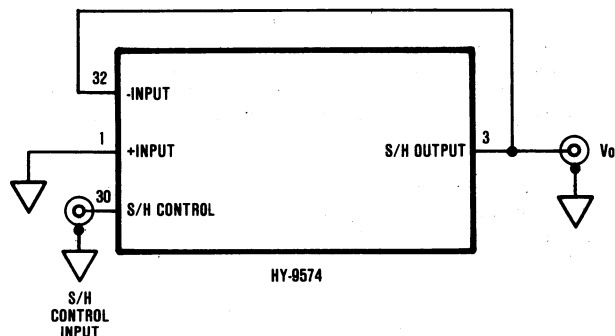 32
-INPUT
1
+INPUT
S/H OUTPUT
3
Vo
30
S/H CONTROL
HY-9574
S/H
CONTROL
INPUT